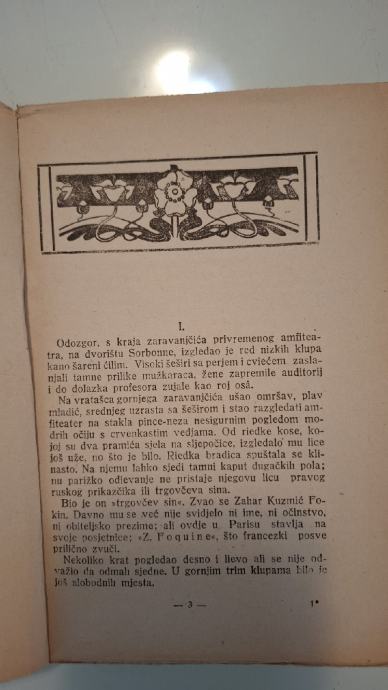 I.
Odozgor, s kraja zaravančića privremenog amfitea-
tra, na dvorištu Sorbonne, izgledao je red nizkih klupa
kano šareni ćilim. Visoki šeširi sa perjem i cviećem zasla-
njali tamne prilike mužkaraca, žene zapremile auditorij
i do dolazka profesora zujale kao roj osâ.
Na vratašca gornjega zaravančića ušao omršav, plav
mladić, srednjeg uzrasta sa šeširom i stao razgledati am-
fiteater na stakla pince-neza nesigurnim pogledom mo-
drih očiju s crvenkastim vedjama. Od riedke kose, ko-
joj su dva pramića sjela na sljepočice, izgledalo mu lice
još uže, no što je bilo. Riedka bradica spuštala se kli-
nasto. Na njemu lahko sjedi tamni kaput dugačkih pola;
nu parižko odievanje ne pristaje njegovu licu pravog
ruskog prikazčika ili trgovčeva sina.
Bio je on »trgovčev sin«. Zvao se Zahar Kuzmić Fo-
kin. Davno mu se već nije svidjelo ni ime, ni očinstvo,
ni obiteljsko prezime; ali ovdje u Parisu stavlja na
svoje posjetnice; »Z. Foquine«, što francezki posve
prilično zvuči.
Nekoliko krat pogledao desno i lievo ali se nije od-
važio da odmah sjedne. U gornjim trim klupama bilo je
još slobodnih mjesta.
— 3 — 1*